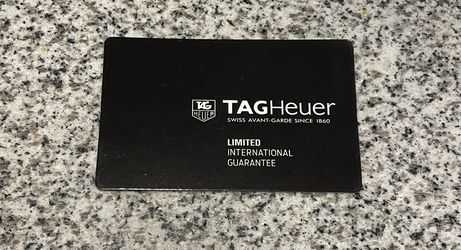 TAG
HEUER
TAGHeuer
SWISS AVANT-GARDE SINCE 1860
LIMITED
INTERNATIONAL
GUARANTEE